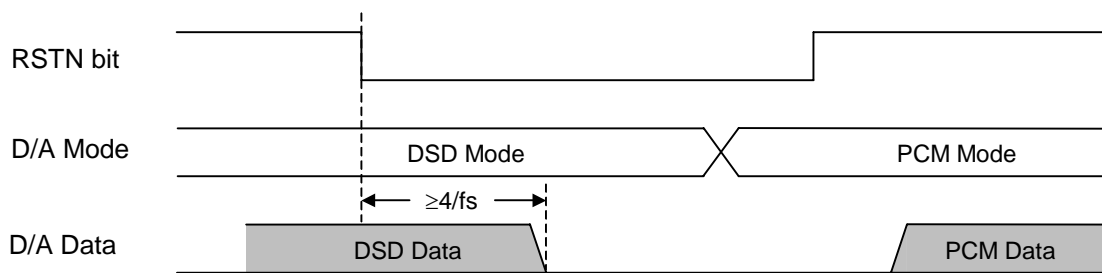 RSTN bit
D/A Mode
DSD Mode
PCM Mode
≥4/fs
D/A Data
DSD Data
PCM Data